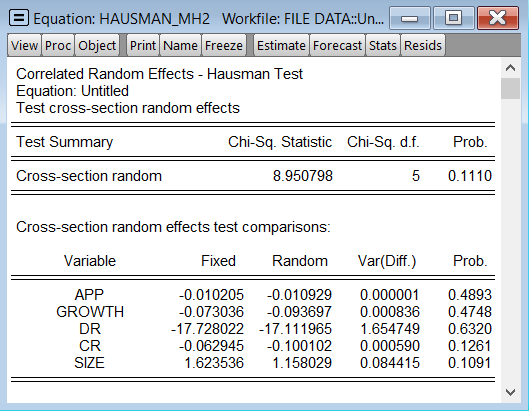 Equation: HAUSMAN_MH2 Workfile: FILE DATA::Un...
View Proc Object Print Name Freeze Estimate Forecast Stats Resids
Correlated Random Effects - Hausman Test
Equation: Untitled
Test cross-section random effects
Test Summary Chi-Sq. Statistic Chi-Sq. d.f. Prob.
Cross-section random 8.950798 5 0.1110
Cross-section random effects test comparisons:
Variable Fixed Random Var(Diff.) Prob.
APP -0.010205 -0.010929 0.000001 0.4893
GROWTH -0.073036 -0.093697 0.000836 0.4748
DR -17.728022 -17.111965 1.654749 0.6320
CR -0.062945 -0.100102 0.000590 0.1261
SIZE 1.623536 1.158029 0.084415 0.1091